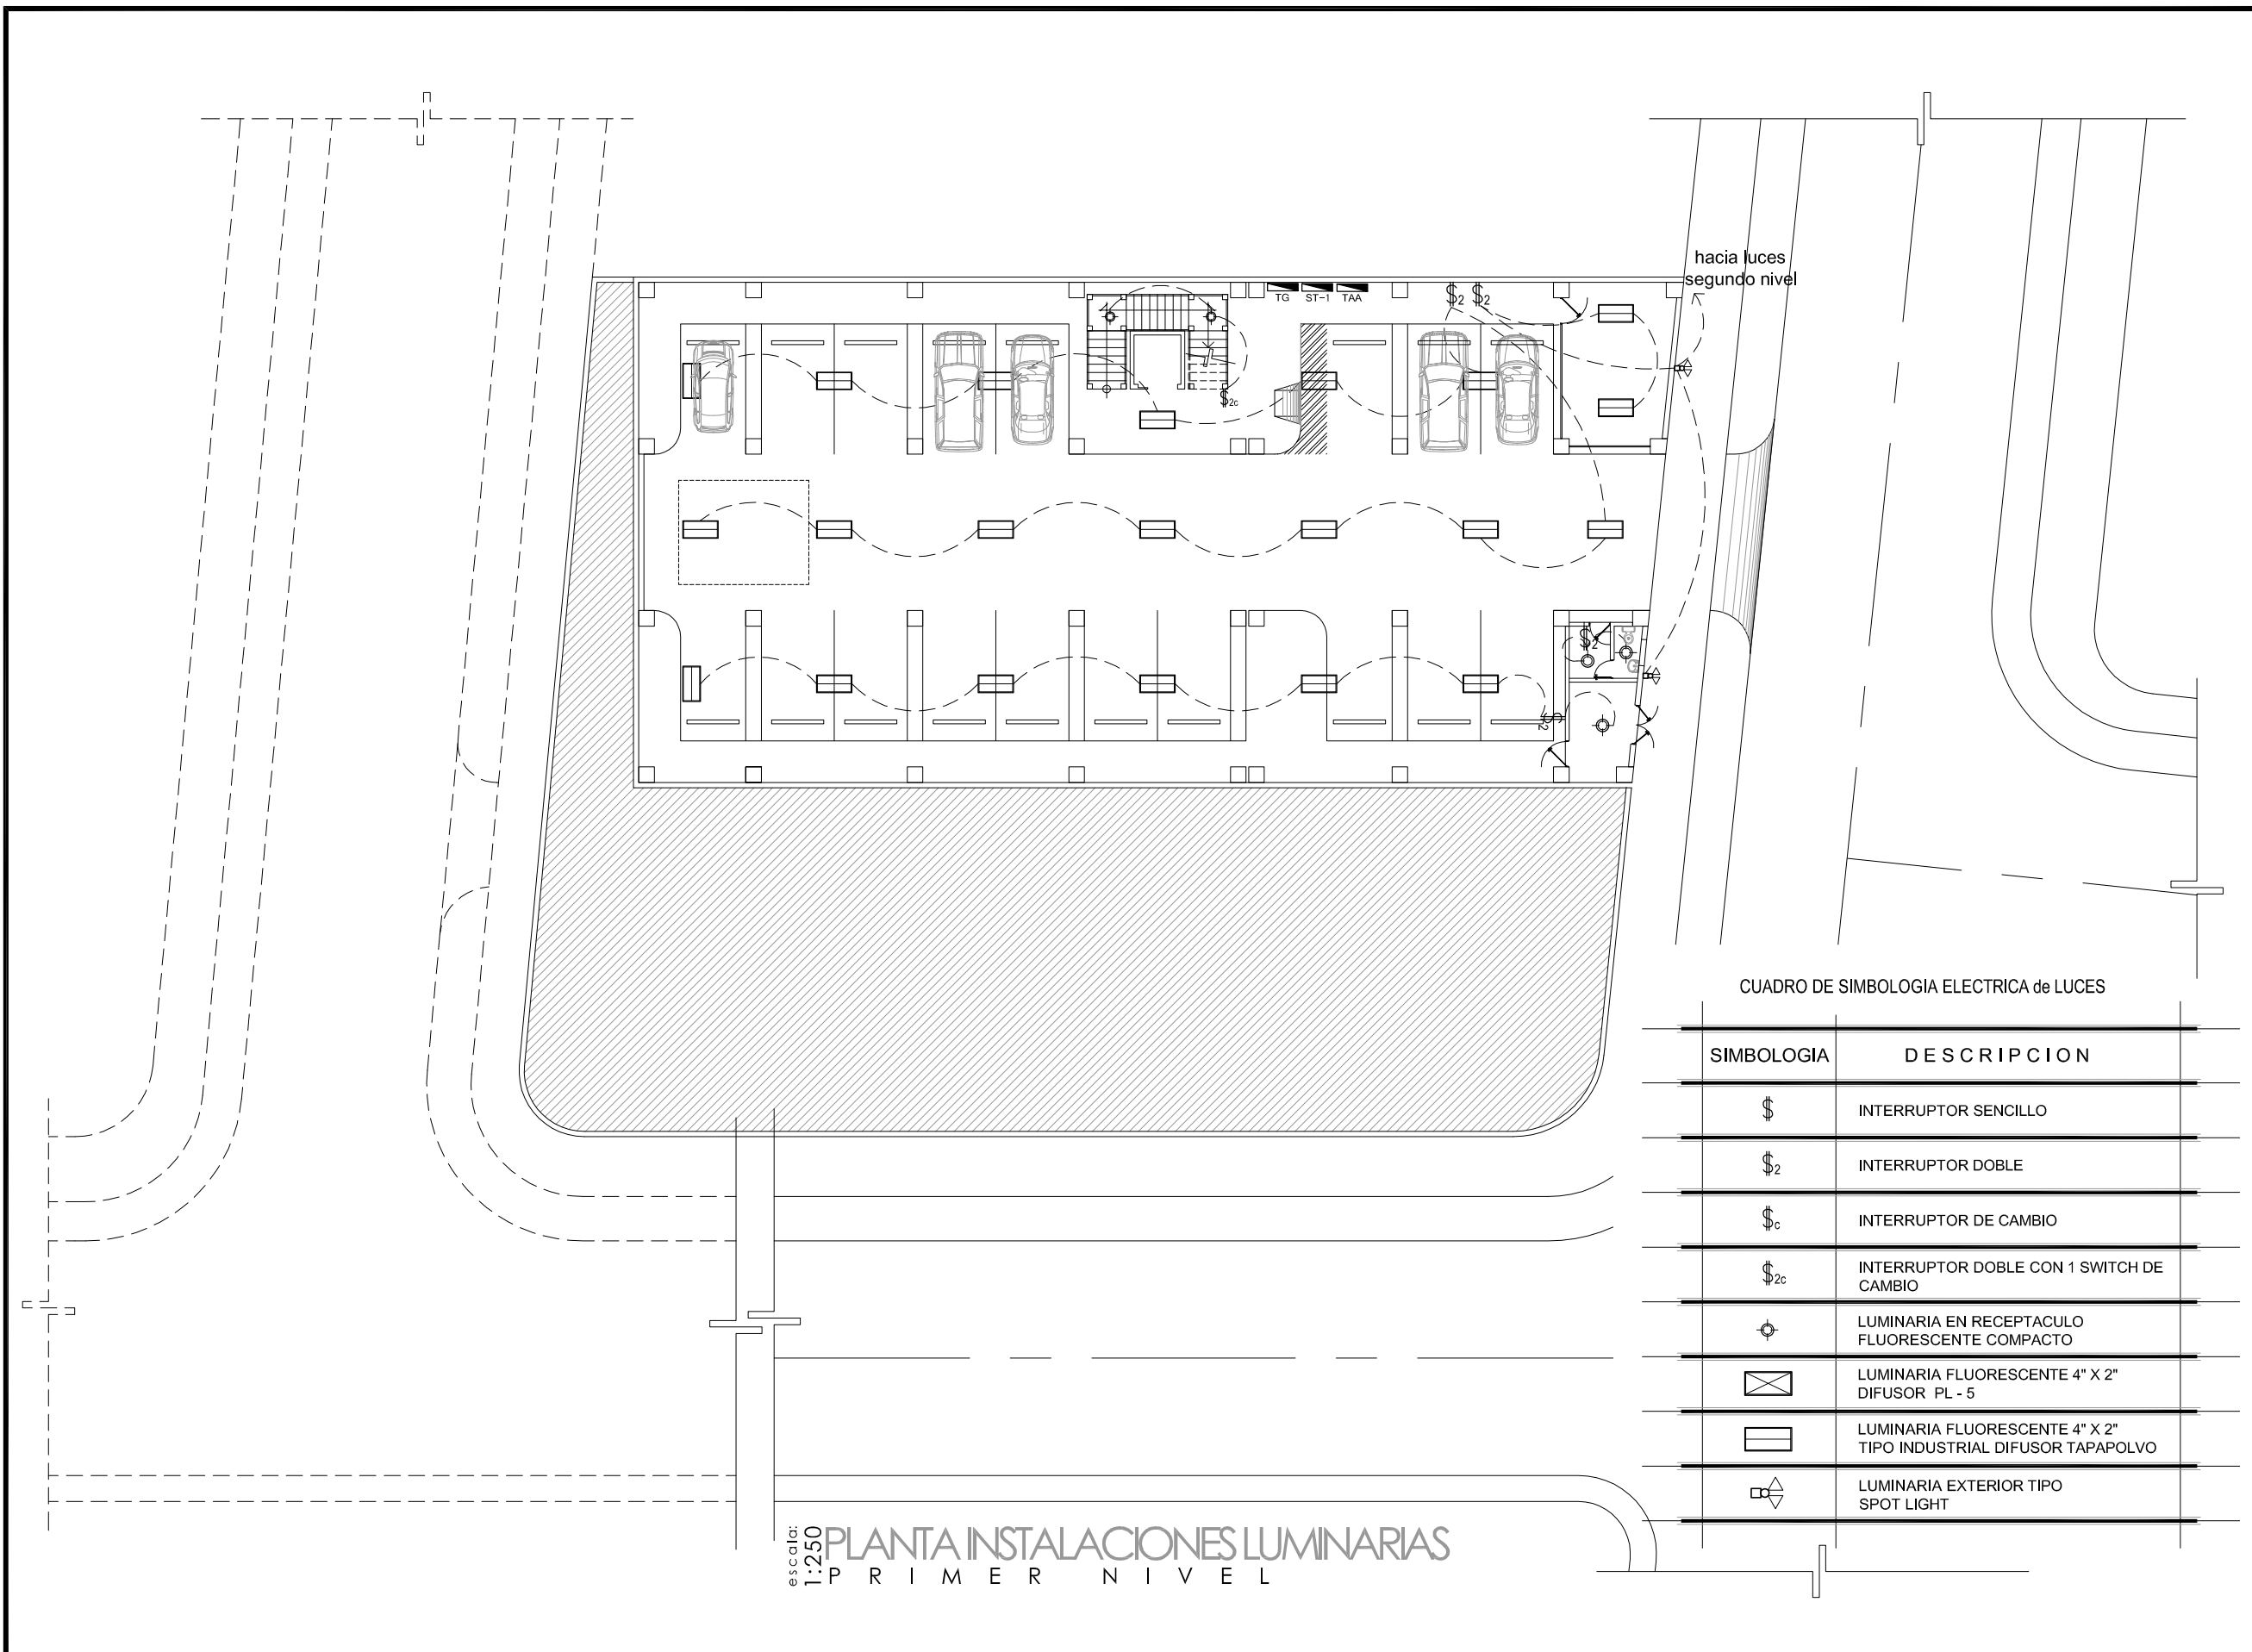 hacia luces
segundo nivel
TG
ST-1
TAA
$2
$2
$2c
$2
$2
CUADRO DE SIMBOLOGIA ELECTRICA de LUCES
SIMBOLOGIA
DESCRIPCION
$
INTERRUPTOR SENCILLO
$2
INTERRUPTOR DOBLE
$c
INTERRUPTOR DE CAMBIO
$2c
INTERRUPTOR DOBLE CON 1 SWITCH DE
CAMBIO
LUMINARIA EN RECEPTACULO
FLUORESCENTE COMPACTO
LUMINARIA FLUORESCENTE 4" X 2"
DIFUSOR PL - 5
LUMINARIA FLUORESCENTE 4" X 2"
TIPO INDUSTRIAL DIFUSOR TAPAPOLVO
LUMINARIA EXTERIOR TIPO
SPOT LIGHT
escala:
1:250
PLANTA INSTALACIONES LUMINARIAS
PRIMER NIVEL